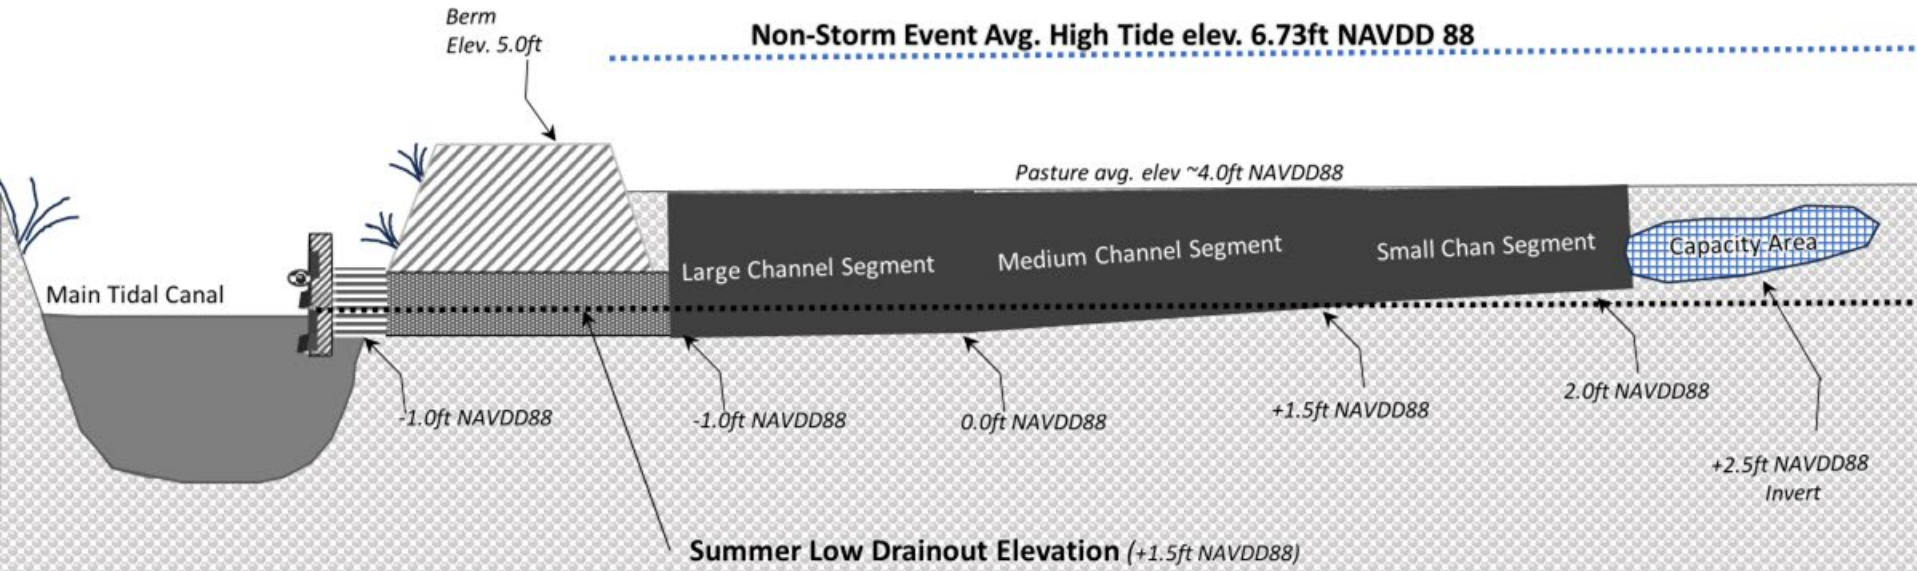 Berm
Elev. 5.0ft
Non-Storm Event Avg. High Tide elev. 6.73ft NAVDD 88
Pasture avg. elev ~4.0ft NAVDD88
Large Channel Segment
Medium Channel Segment
Small Chan Segment
Capacity Area
Main Tidal Canal
-1.0ft NAVDD88
-1.0ft NAVDD88
0.0ft NAVDD88
+1.5ft NAVDD88
2.0ft NAVDD88
+2.5ft NAVDD88
Invert
Summer Low Drainout Elevation (+1.5ft NAVDD88)